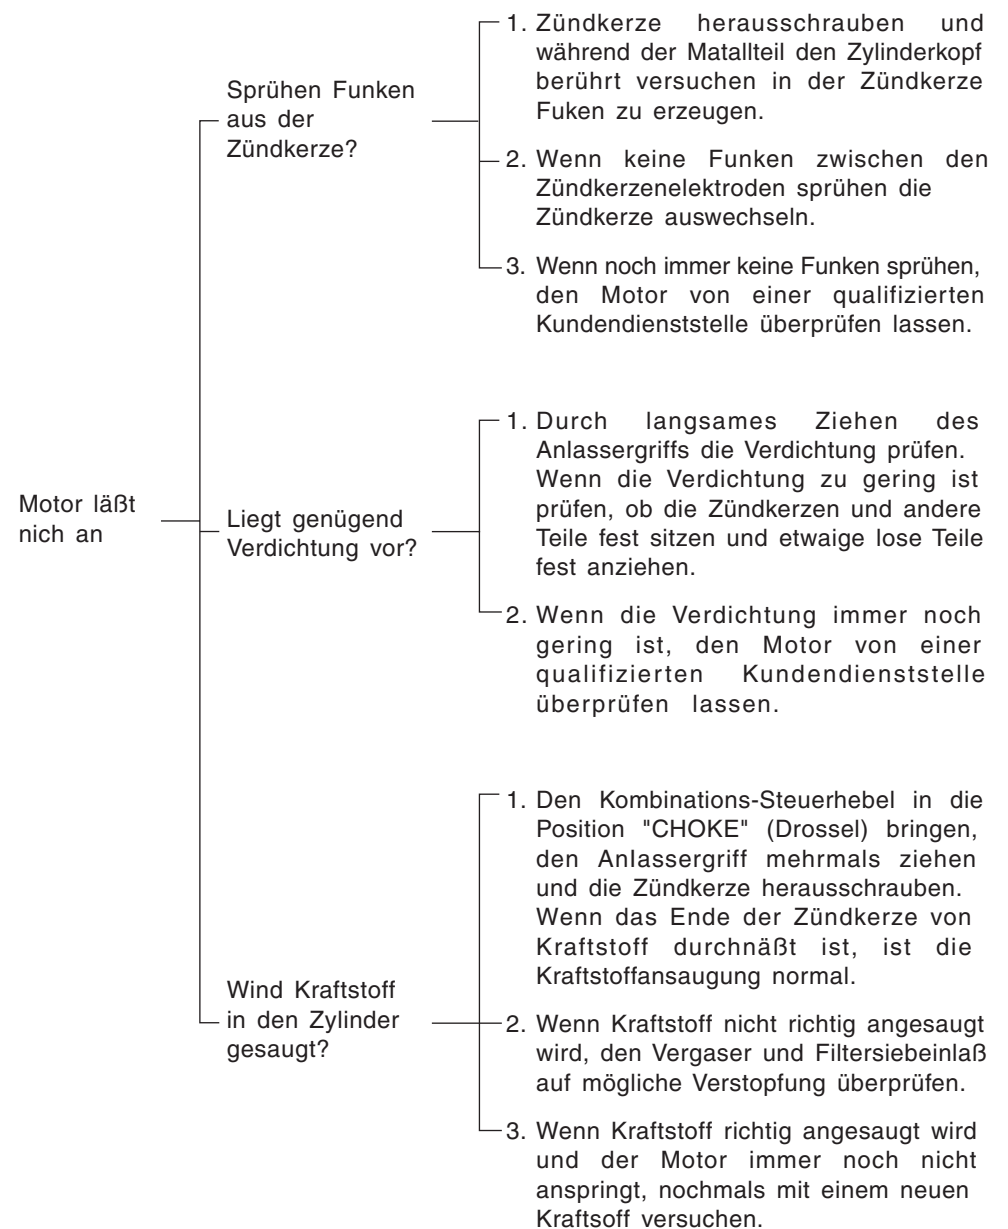 Motor läßt
nich an
Sprühen Funken
aus der
Zündkerze?
1. Zündkerze herausschrauben und
während der Matallteil den Zylinderkopf
berührt versuchen in der Zündkerze
Fuken zu erzeugen.
2. Wenn keine Funken zwischen den
Zündkerzenelektroden sprühen die
Zündkerze auswechseln.
3. Wenn noch immer keine Funken sprühen,
den Motor von einer qualifizierten
Kundendienststelle überprüfen lassen.
Liegt genügend
Verdichtung vor?
1. Durch langsames Ziehen des
Anlassergriffs die Verdichtung prüfen.
Wenn die Verdichtung zu gering ist
prüfen, ob die Zündkerzen und andere
Teile fest sitzen und etwaige lose Teile
fest anziehen.
2. Wenn die Verdichtung immer noch
gering ist, den Motor von einer
qualifizierten Kundendienststelle
überprüfen lassen.
Wind Kraftstoff
in den Zylinder
gesaugt?
1. Den Kombinations-Steuerhebel in die
Position "CHOKE" (Drossel) bringen,
den Anlassergriff mehrmals ziehen
und die Zündkerze herausschrauben.
Wenn das Ende der Zündkerze von
Kraftstoff durchnäßt ist, ist die
Kraftstoffansaugung normal.
2. Wenn Kraftstoff nicht richtig angesaugt
wird, den Vergaser und Filtersiebeinlaß
auf mögliche Verstopfung überprüfen.
3. Wenn Kraftstoff richtig angesaugt wird
und der Motor immer noch nicht
anspringt, nochmals mit einem neuen
Kraftsoff versuchen.